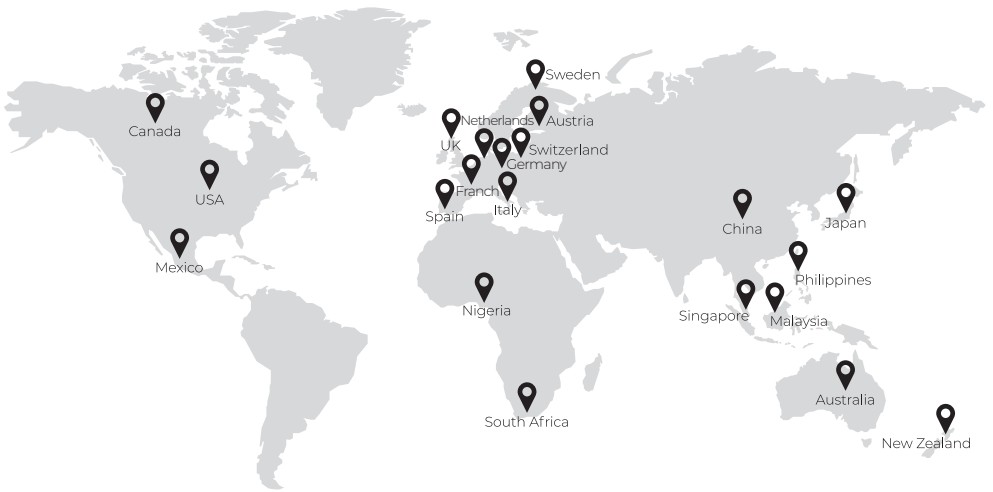 Sweden
Canada
Netherlands
Austria
UK
Switzerland
Germany
USA
Franch
Italy
Spain
China
Japan
Mexico
Philippines
Nigeria
Singapore
Malaysia
Australia
South Africa
New Zealand